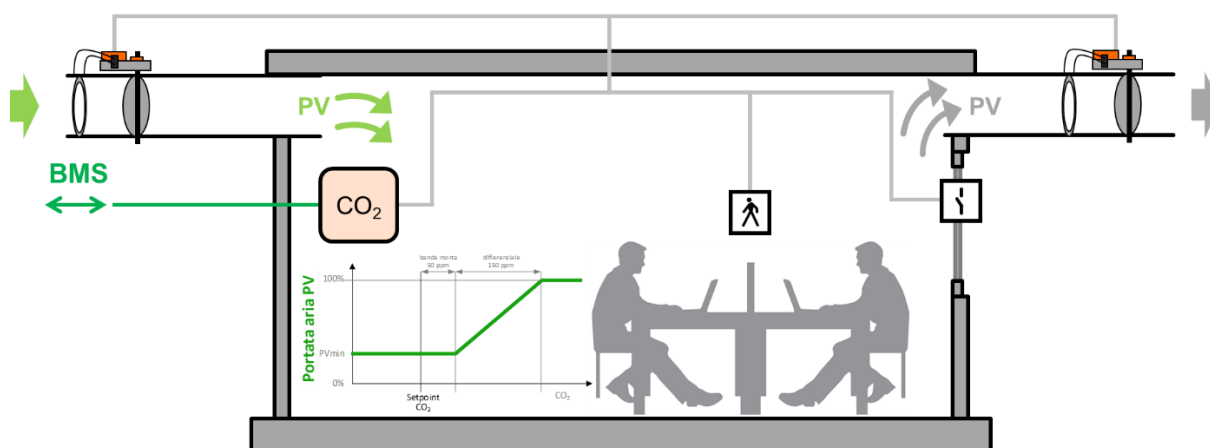 PV
PV
BMS
CO₂
banda morta
50 ppm
differenziale
150 ppm
Portata aria PV
100%
PVmin
0%
Setpoint
CO₂
CO₂